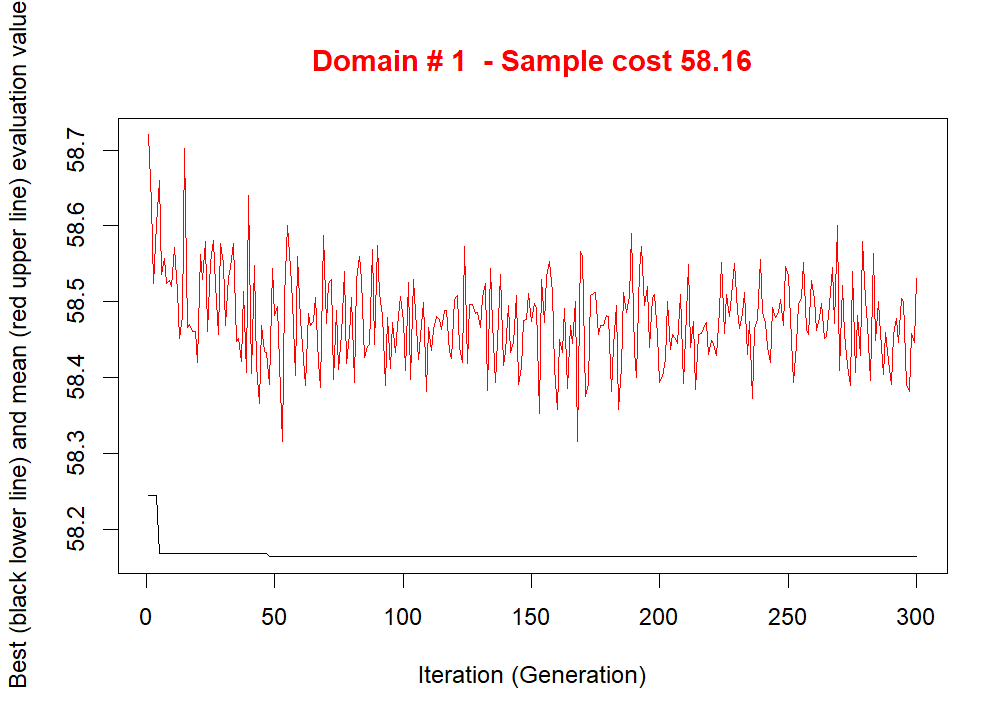 Domain # 1  - Sample cost 58.16
Best (black lower line) and mean (red upper line) evaluation value
58.7
58.6
58.5
58.4
58.3
58.2
0 50 100 150 200 250 300
Iteration (Generation)